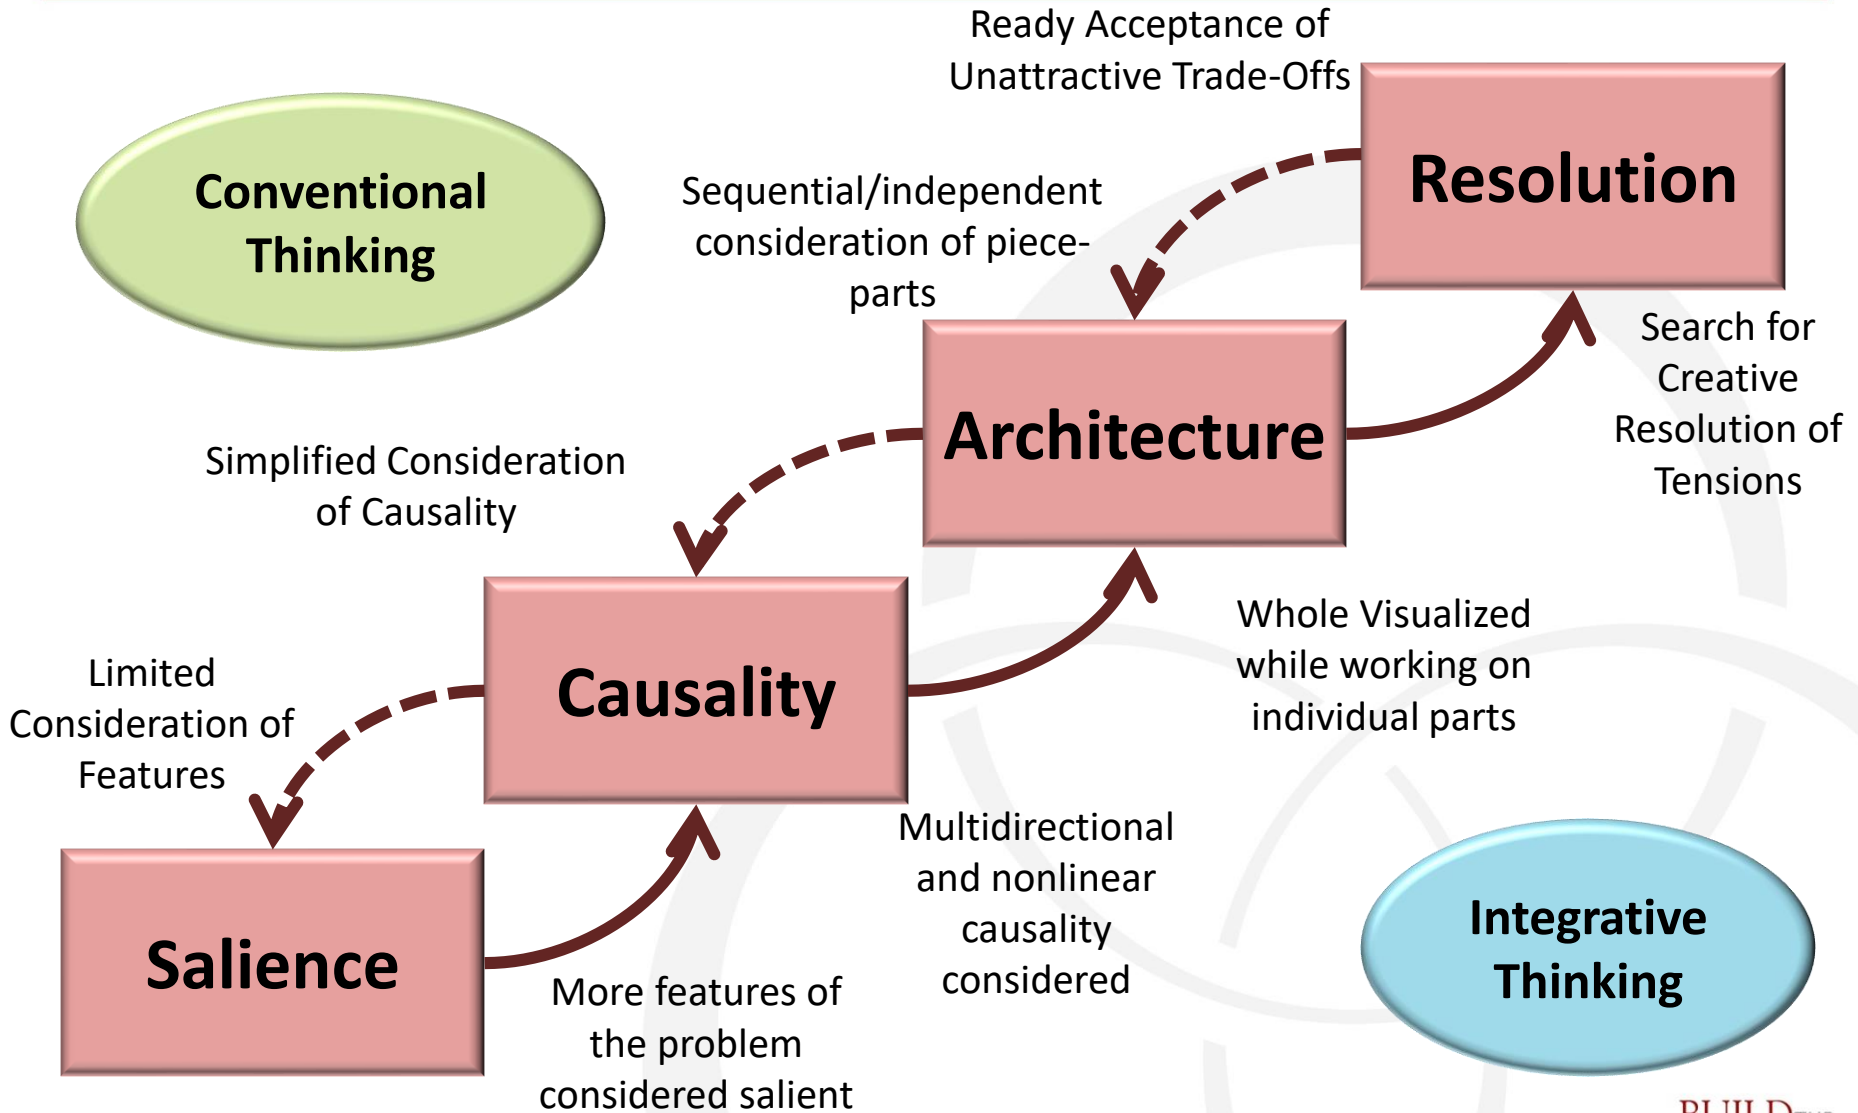 Ready Acceptance of
Unattractive Trade-Offs
Resolution
Conventional
Thinking
Sequential/independent
consideration of piece-
parts
Search for
Creative
Resolution of
Tensions
Architecture
Simplified Consideration
of Causality
Whole Visualized
while working on
individual parts
Causality
Limited
Consideration of
Features
Multidirectional
and nonlinear
causality
considered
Integrative
Thinking
Salience
More features of
the problem
considered salient